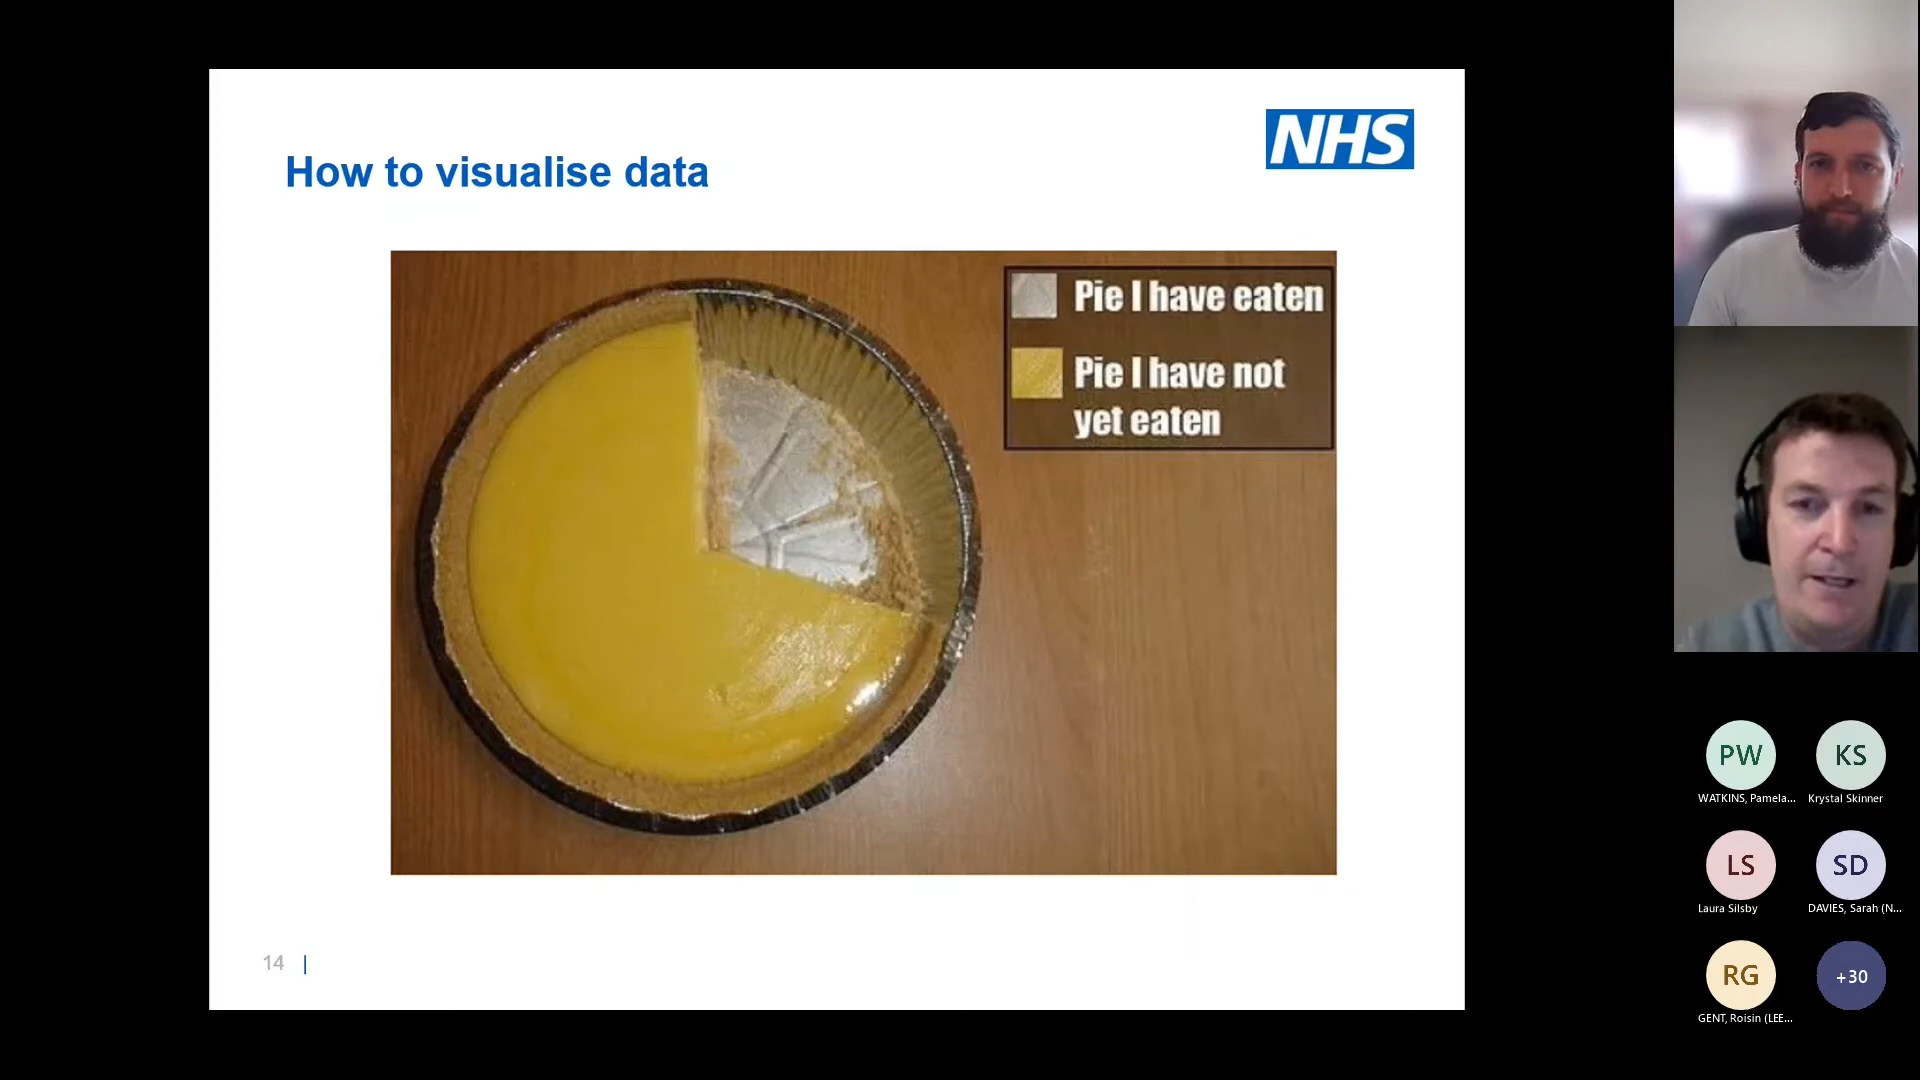 NHS
How to visualise data
Pie I have eaten
Pie I have not
yet eaten
14
PW
KS
WATKINS, Pamela...
Krystal Skinner
LS
SD
Laura Silsby
DAVIES, Sarah (N...
RG
+30
GENT, Roisin (LEE...